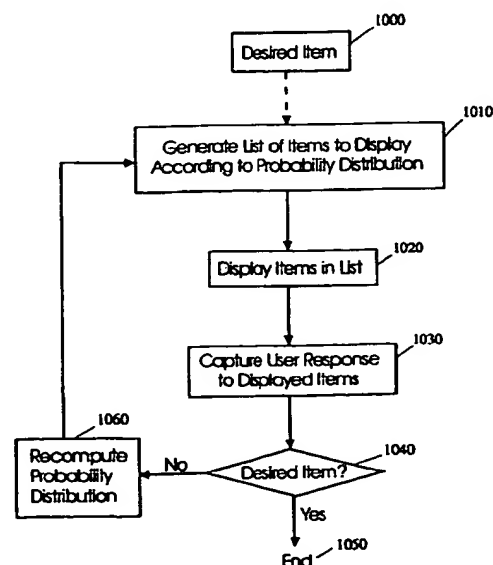 1000
Desired Item
1010
Generate List of Items to Display
According to Probability Distribution
1020
Display Items in List
1030
Capture User Response
to Displayed Items
1060
1040
Recompute
Probability
Distribution
No
Desired Item?
Yes
End
1050